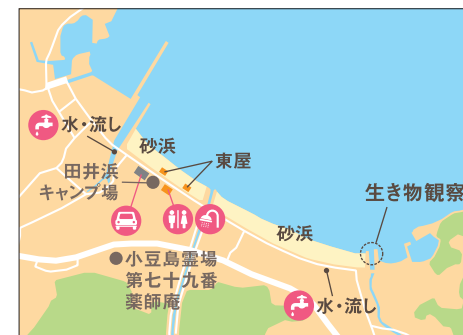 水・流し
砂浜
東屋
田井浜
キャンプ場
生き物観察
砂浜
小豆島霊場
第七十九番
薬師庵
水・流し